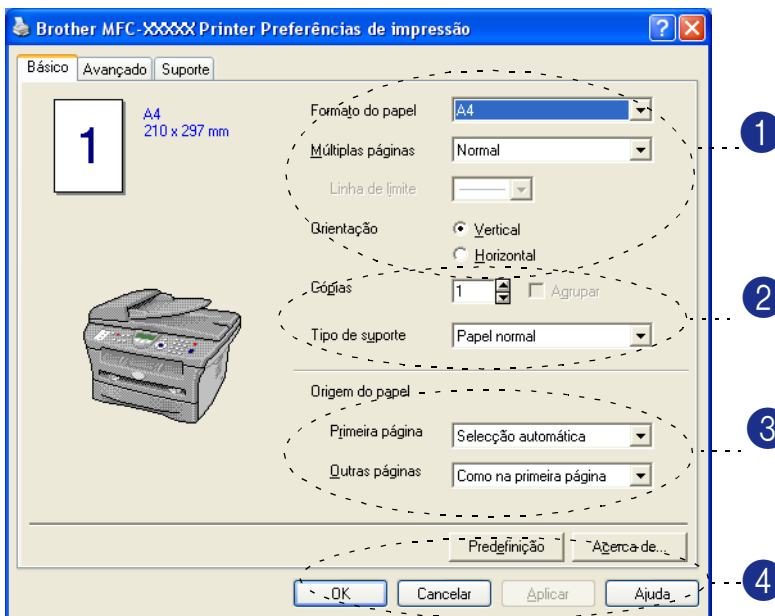 Brother MFC-XXXXX Printer Preferências de impressão
Básico Avançado Suporte
1
A4
210 x 297 mm
Formato do papel A4
Múltiplas páginas Normal
Linha de limite
Orientação Vertical
Horizontal
1
Cópias 1 Agrupar
2
Tipo de suporte Papel normal
Origem do papel
Primeira página Selecção automática
3
Outras páginas Como na primeira página
Predefinição Acerca de...
OK Cancelar Aplicar Ajuda
4